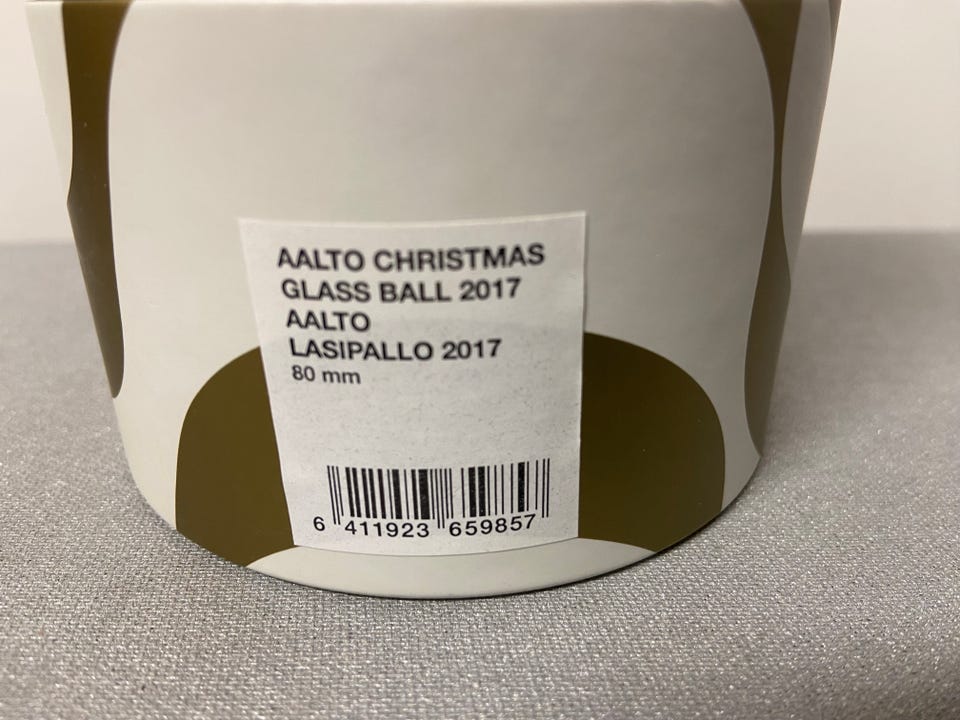 AALTO CHRISTMAS
GLASS BALL 2017
AALTO
LASIPALLO 2017
80 mm
6 411923 659857